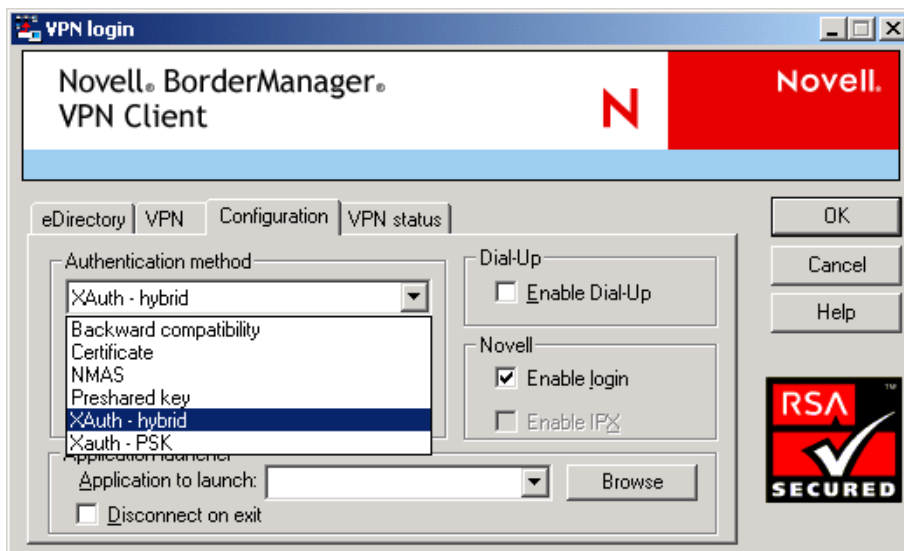 VPN login
Novell® BorderManager®
VPN Client
N
Novell®
eDirectory
VPN
Configuration
VPN status
OK
Cancel
Help
Authentication method
XAuth - hybrid
Backward compatibility
Certificate
NMAS
Preshared key
XAuth - hybrid
Xauth - PSK
Dial-Up
Enable Dial-Up
Novell
Enable login
Enable IPX
Application launcher
Application to launch:
Browse
Disconnect on exit
RSA™
SECURED